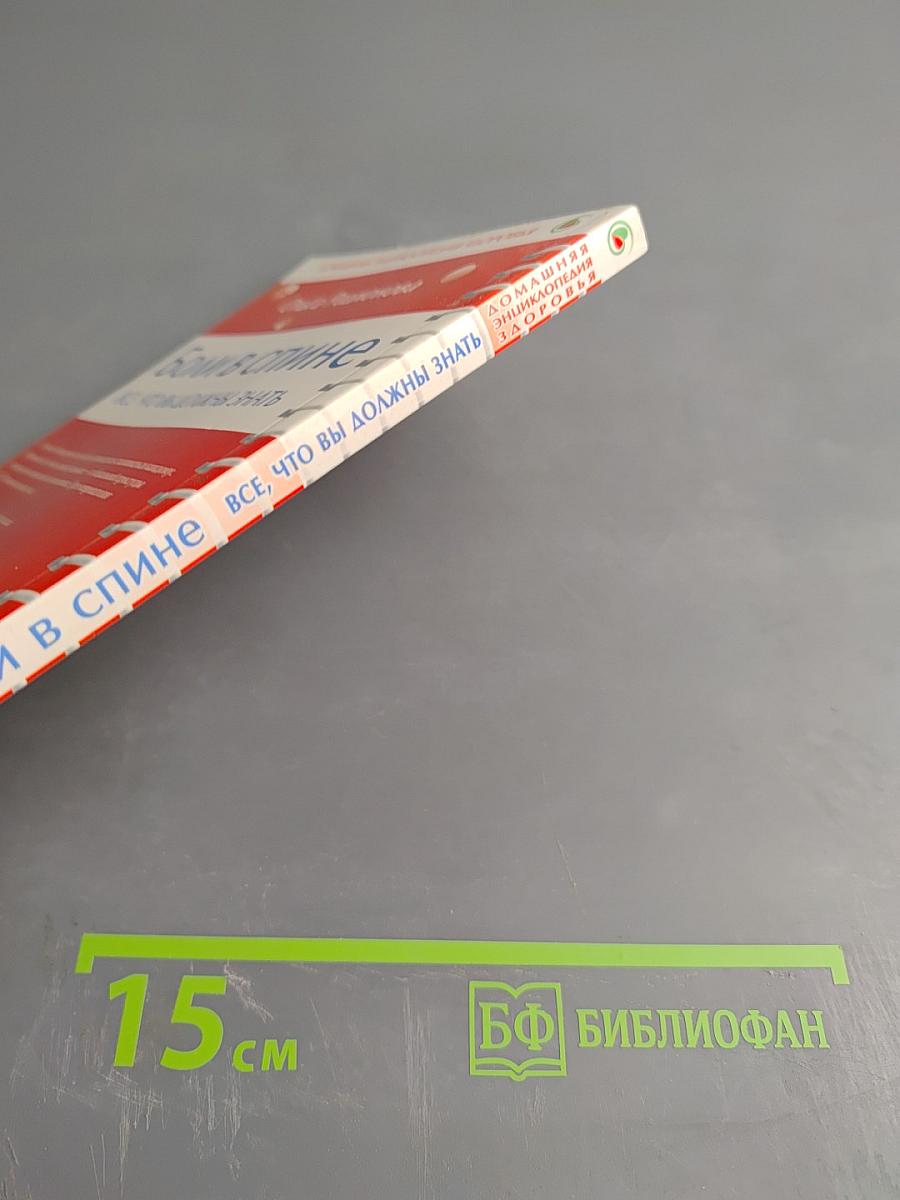 Боли в спине
ВСЕ, ЧТО ВЫ ДОЛЖНЫ ЗНАТЬ
И В СПИНЕ ВСЕ, ЧТО ВЫ ДОЛЖНЫ ЗНАТЬ
ДОМАШНЯЯ
ЭНЦИКЛОПЕДИЯ
ЗДОРОВЬЯ
15 см
БФ БИБЛИОФАН